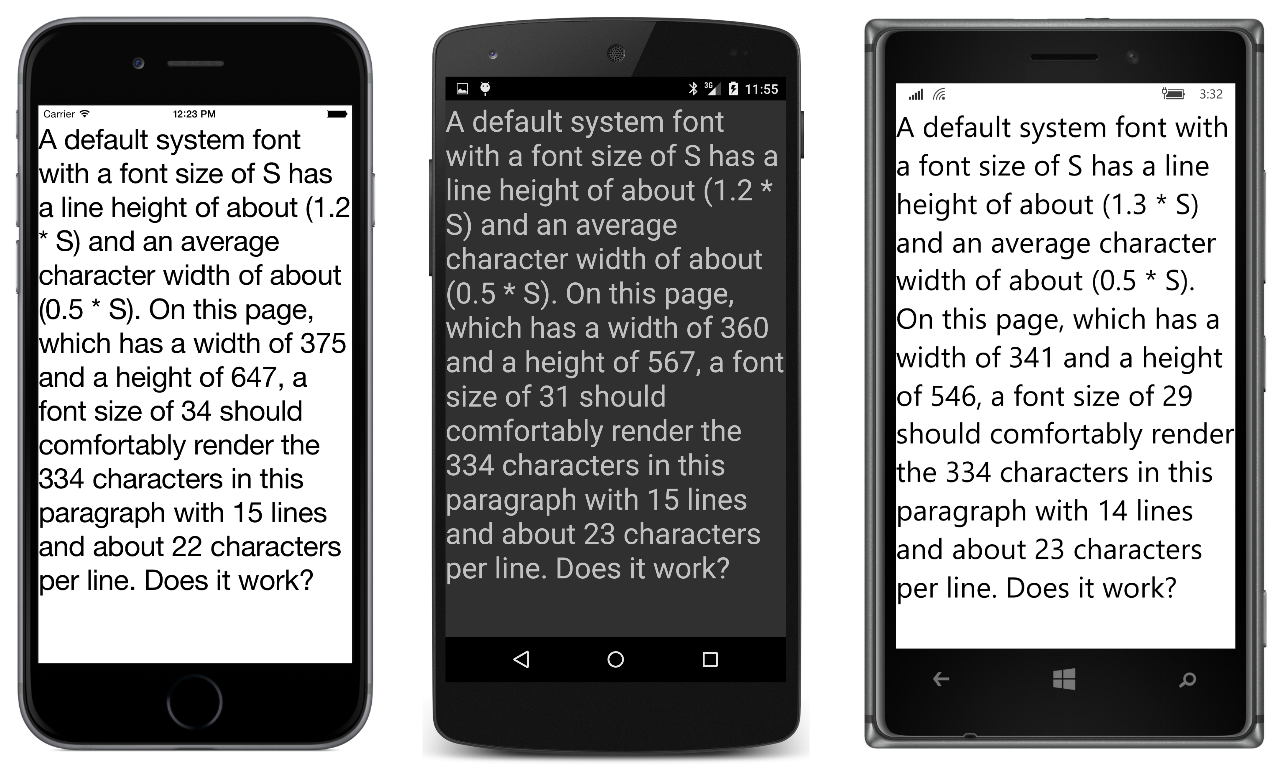 Carrier 12:23 PM
A default system font
with a font size of S has
a line height of about (1.2
* S) and an average
character width of about
(0.5 * S). On this page,
which has a width of 375
and a height of 647, a
font size of 34 should
comfortably render the
334 characters in this
paragraph with 15 lines
and about 22 characters
per line. Does it work?
3G 11:55
A default system font
with a font size of S has a
line height of about (1.2 *
S) and an average
character width of about
(0.5 * S). On this page,
which has a width of 360
and a height of 567, a font
size of 31 should
comfortably render the
334 characters in this
paragraph with 15 lines
and about 23 characters
per line. Does it work?
3:32
A default system font with
a font size of S has a line
height of about (1.3 * S)
and an average character
width of about (0.5 * S).
On this page, which has a
width of 341 and a height
of 546, a font size of 29
should comfortably render
the 334 characters in this
paragraph with 14 lines
and about 23 characters
per line. Does it work?